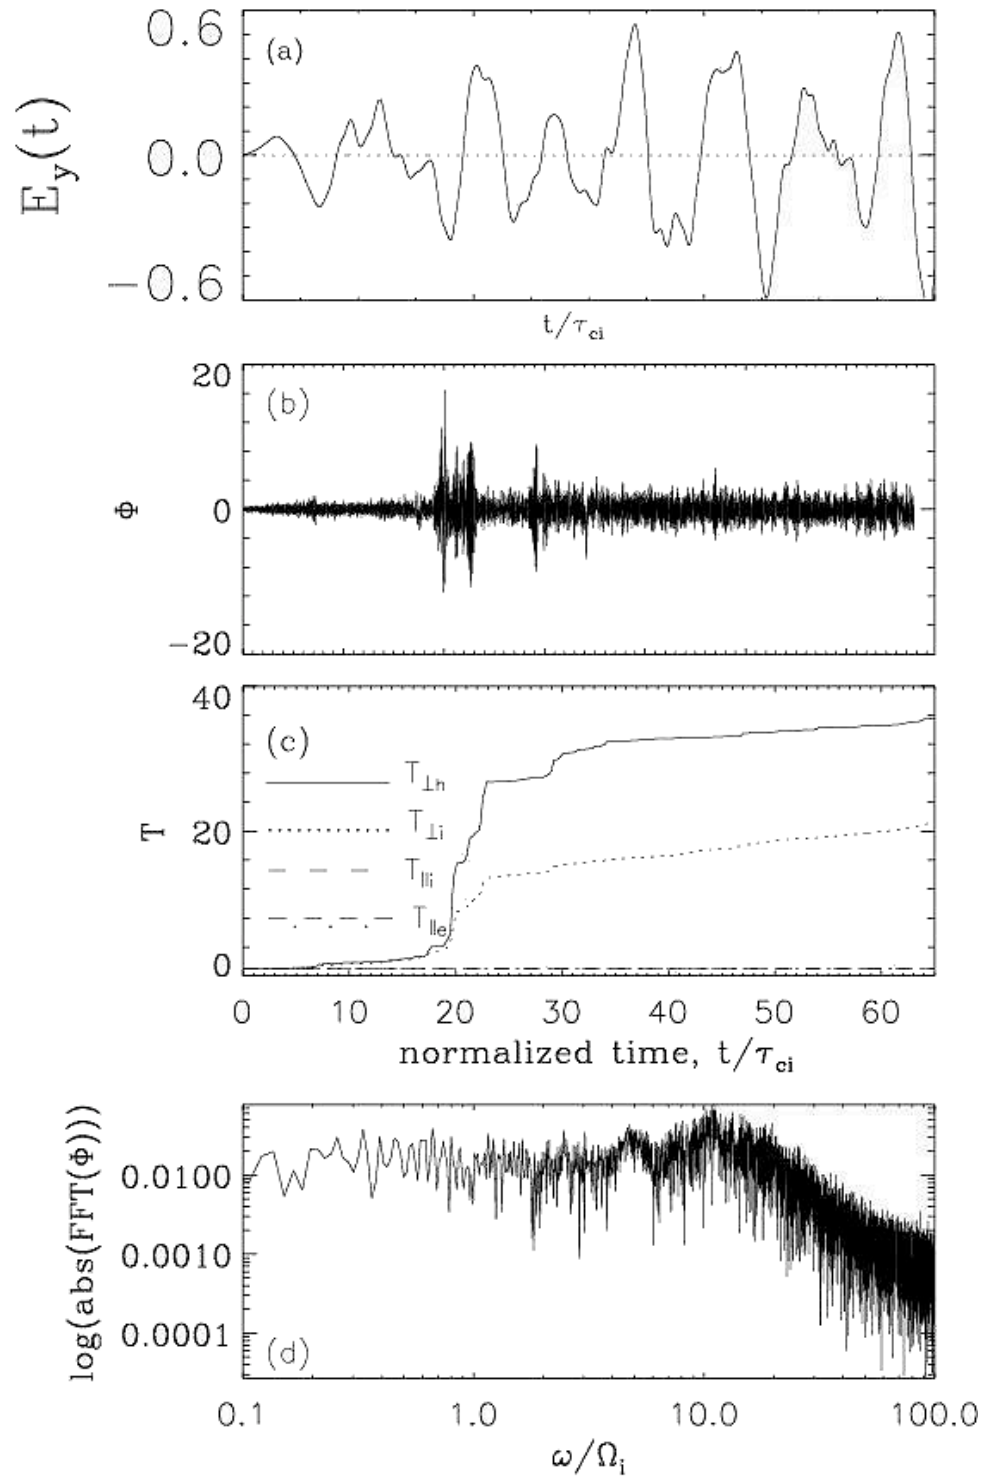 0.6
(a)
E_y(t)
0.0
−0.6
t/τ_ci
20
(b)
Φ
0
−20
40
(c)
T_⊥h
T_⊥i
T
20
T_∥i
T_∥e
0
0 10 20 30 40 50 60
normalized time, t/τ_ci
log(abs(FFT(Φ)))
0.0100
0.0010
0.0001
(d)
0.1 1.0 10.0 100.0
ω/Ω_i